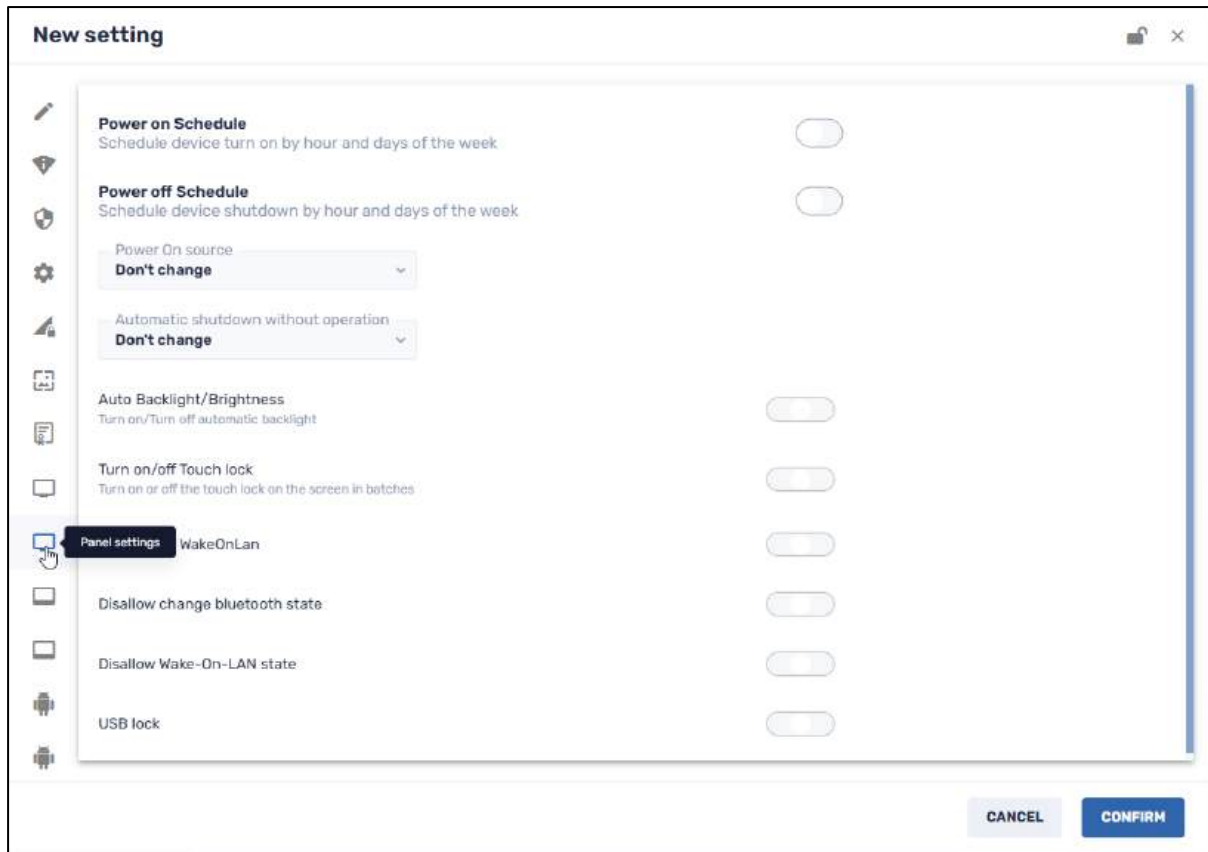 New setting
Power on Schedule
Schedule device turn on by hour and days of the week
Power off Schedule
Schedule device shutdown by hour and days of the week
Power On source
Don't change
Automatic shutdown without operation
Don't change
Auto Backlight/Brightness
Turn on/Turn off automatic backlight
Turn on/off Touch lock
Turn on or off the touch lock on the screen in batches
Panel settings WakeOnLan
Disallow change bluetooth state
Disallow Wake-On-LAN state
USB lock
CANCEL CONFIRM